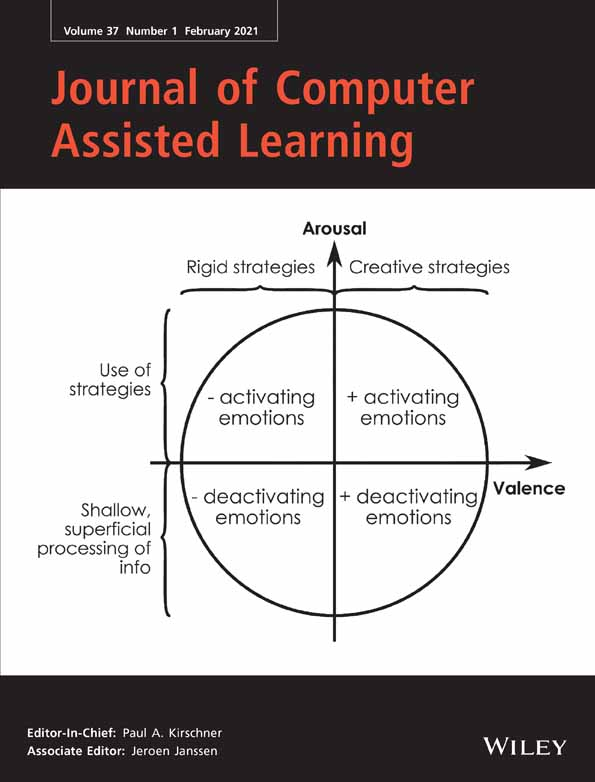 Volume 37 Number 1 February 2021
Journal of Computer
Assisted Learning
Arousal
Rigid strategies
Creative strategies
Use of
strategies
- activating
emotions
+ activating
emotions
Valence
Shallow,
superficial
processing of
info
- deactivating
emotions
+ deactivating
emotions
Editor-In-Chief: Paul A. Kirschner
Associate Editor: Jeroen Janssen
WILEY